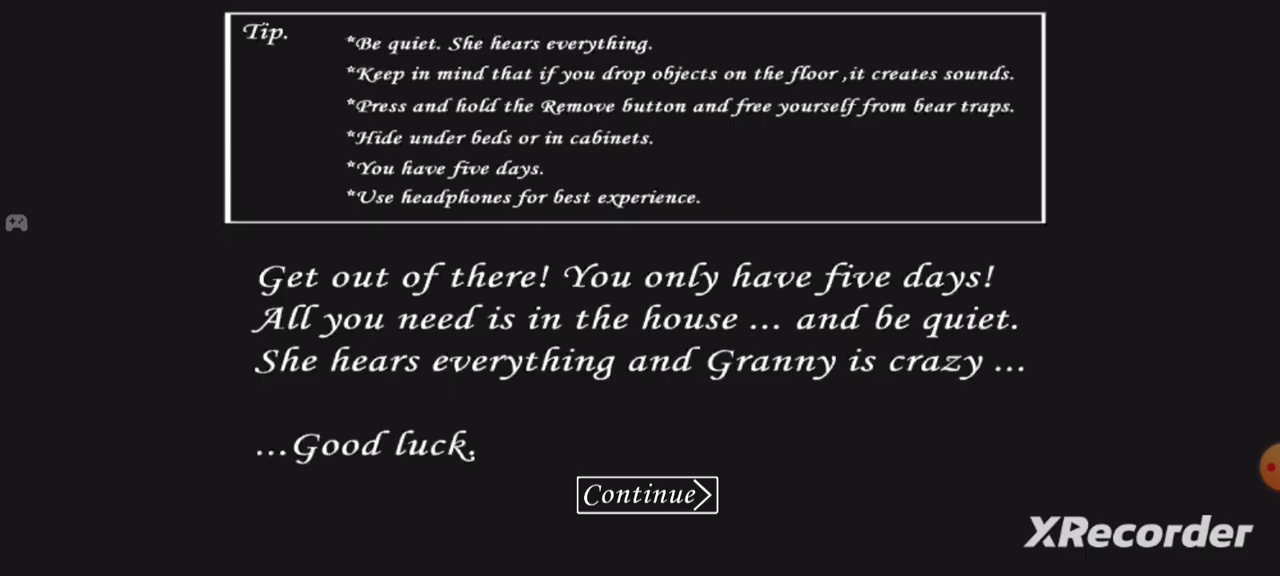 Tip.
*Be quiet. She hears everything.
*Keep in mind that if you drop objects on the floor ,it creates sounds.
*Press and hold the Remove button and free yourself from bear traps.
*Hide under beds or in cabinets.
*You have five days.
*Use headphones for best experience.
Get out of there! You only have five days!
All you need is in the house ... and be quiet.
She hears everything and Granny is crazy ...
...Good luck.
Continue
XRecorder